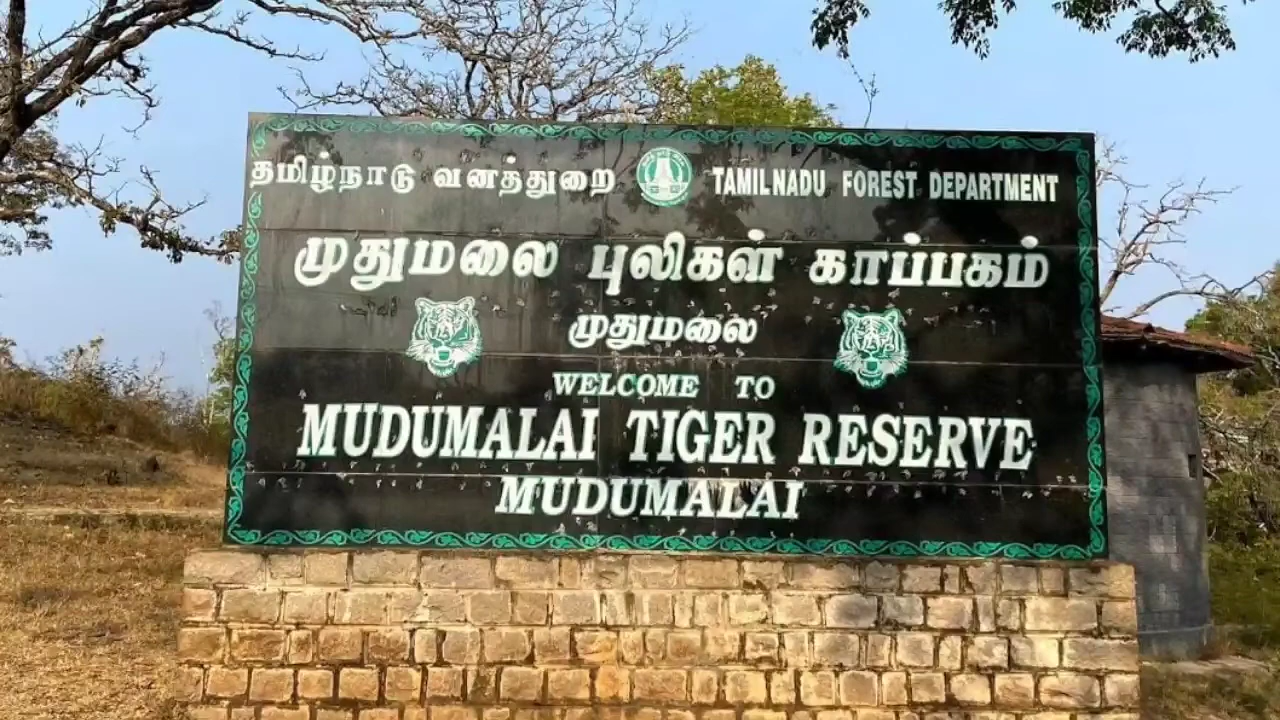 தமிழ்நாடு வனத்துறை TAMILNADU FOREST DEPARTMENT
முதுமலை புலிகள் காப்பகம்
முதுமலை
WELCOME TO
MUDUMALAI TIGER RESERVE
MUDUMALAI